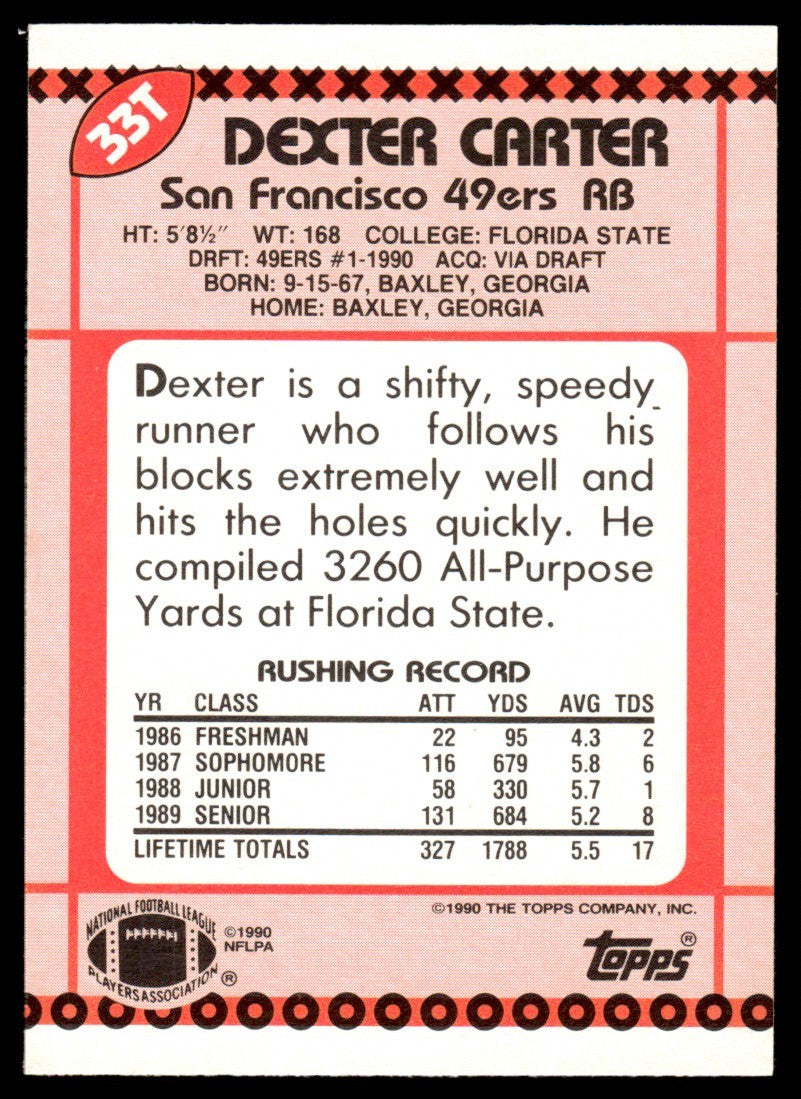 33T
DEXTER CARTER
San Francisco 49ers RB
HT: 5'8½" WT: 168 COLLEGE: FLORIDA STATE
DRFT: 49ERS #1-1990 ACQ: VIA DRAFT
BORN: 9-15-67, BAXLEY, GEORGIA
HOME: BAXLEY, GEORGIA
Dexter is a shifty, speedy
runner who follows his
blocks extremely well and
hits the holes quickly. He
compiled 3260 All-Purpose
Yards at Florida State.
RUSHING RECORD
YR CLASS ATT YDS AVG TDS
1986 FRESHMAN 22 95 4.3 2
1987 SOPHOMORE 116 679 5.8 6
1988 JUNIOR 58 330 5.7 1
1989 SENIOR 131 684 5.2 8
LIFETIME TOTALS 327 1788 5.5 17
©1990 THE TOPPS COMPANY, INC.
NATIONAL FOOTBALL LEAGUE
PLAYERS ASSOCIATION ®
©1990
NFLPA
topps®